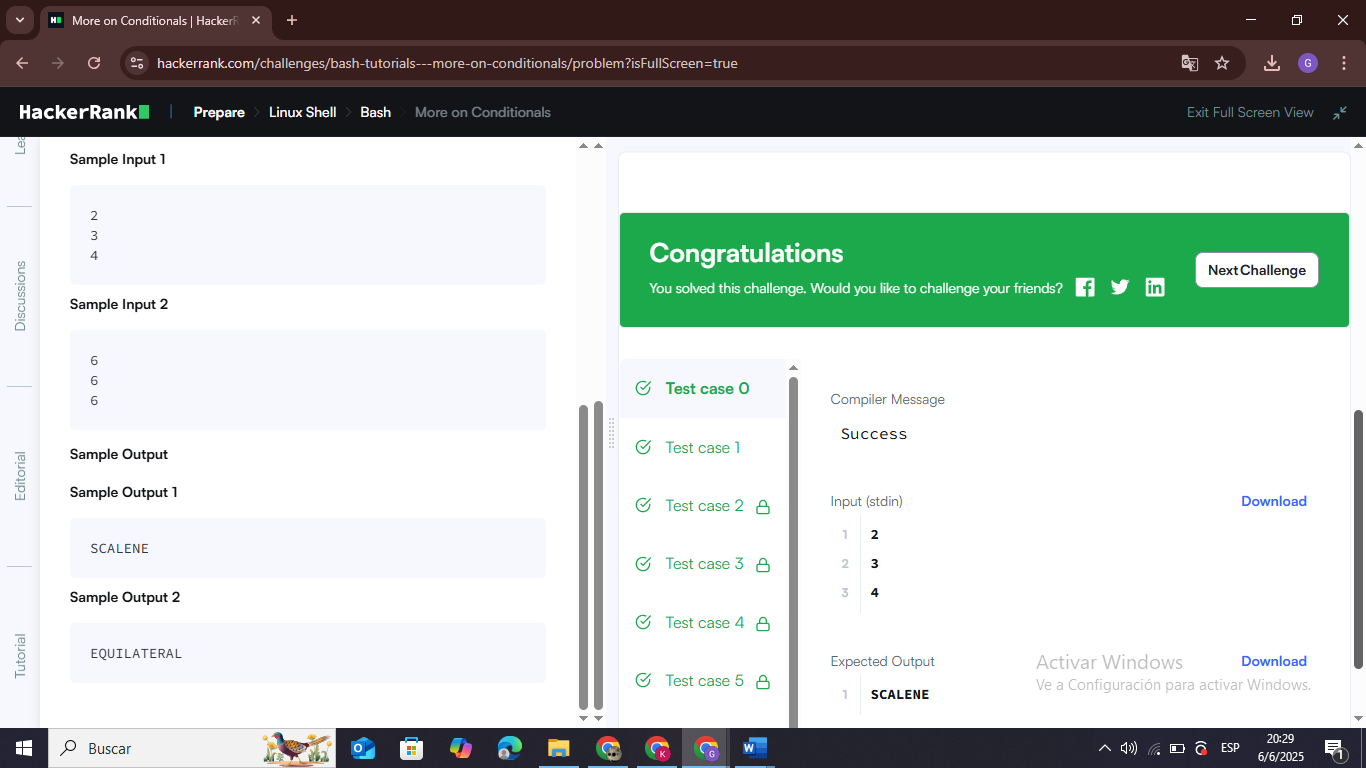 More on Conditionals | HackerR
hackerrank.com/challenges/bash-tutorials---more-on-conditionals/problem?isFullScreen=true
G
HackerRank
Prepare > Linux Shell > Bash > More on Conditionals
Exit Full Screen View
Lea
Discussions
Editorial
Tutorial
Sample Input 1
2
3
4
Sample Input 2
6
6
6
Sample Output
Sample Output 1
SCALENE
Sample Output 2
EQUILATERAL
Congratulations
You solved this challenge. Would you like to challenge your friends?
Next Challenge
Test case 0
Test case 1
Test case 2
Test case 3
Test case 4
Test case 5
Compiler Message
Success
Input (stdin)
Download
1 2
2 3
3 4
Expected Output
Download
1 SCALENE
Activar Windows
Ve a Configuración para activar Windows.
Buscar
ESP
20:29
6/6/2025
1